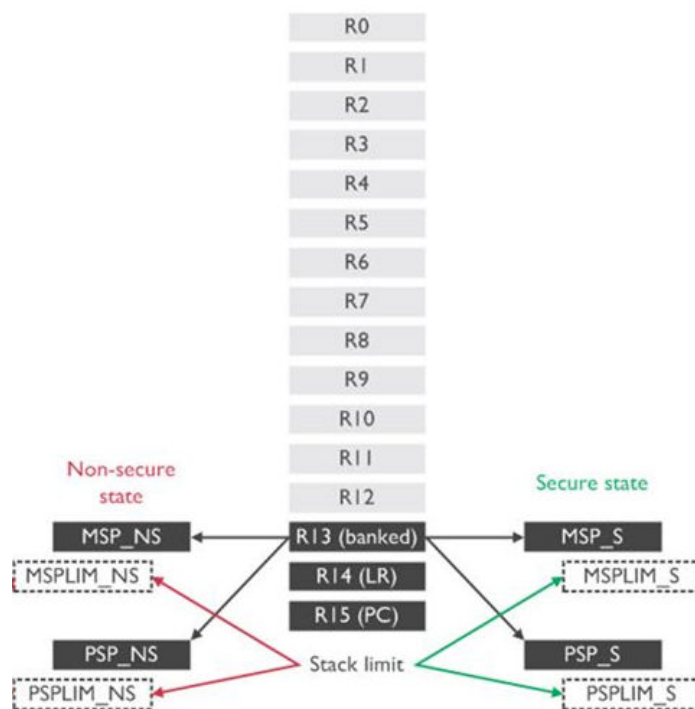 R0
R1
R2
R3
R4
R5
R6
R7
R8
R9
R10
R11
R12
Non-secure
state
Secure state
MSP_NS
R13 (banked)
MSP_S
MSPLIM_NS
R14 (LR)
MSPLIM_S
R15 (PC)
PSP_NS
Stack limit
PSP_S
PSPLIM_NS
PSPLIM_S